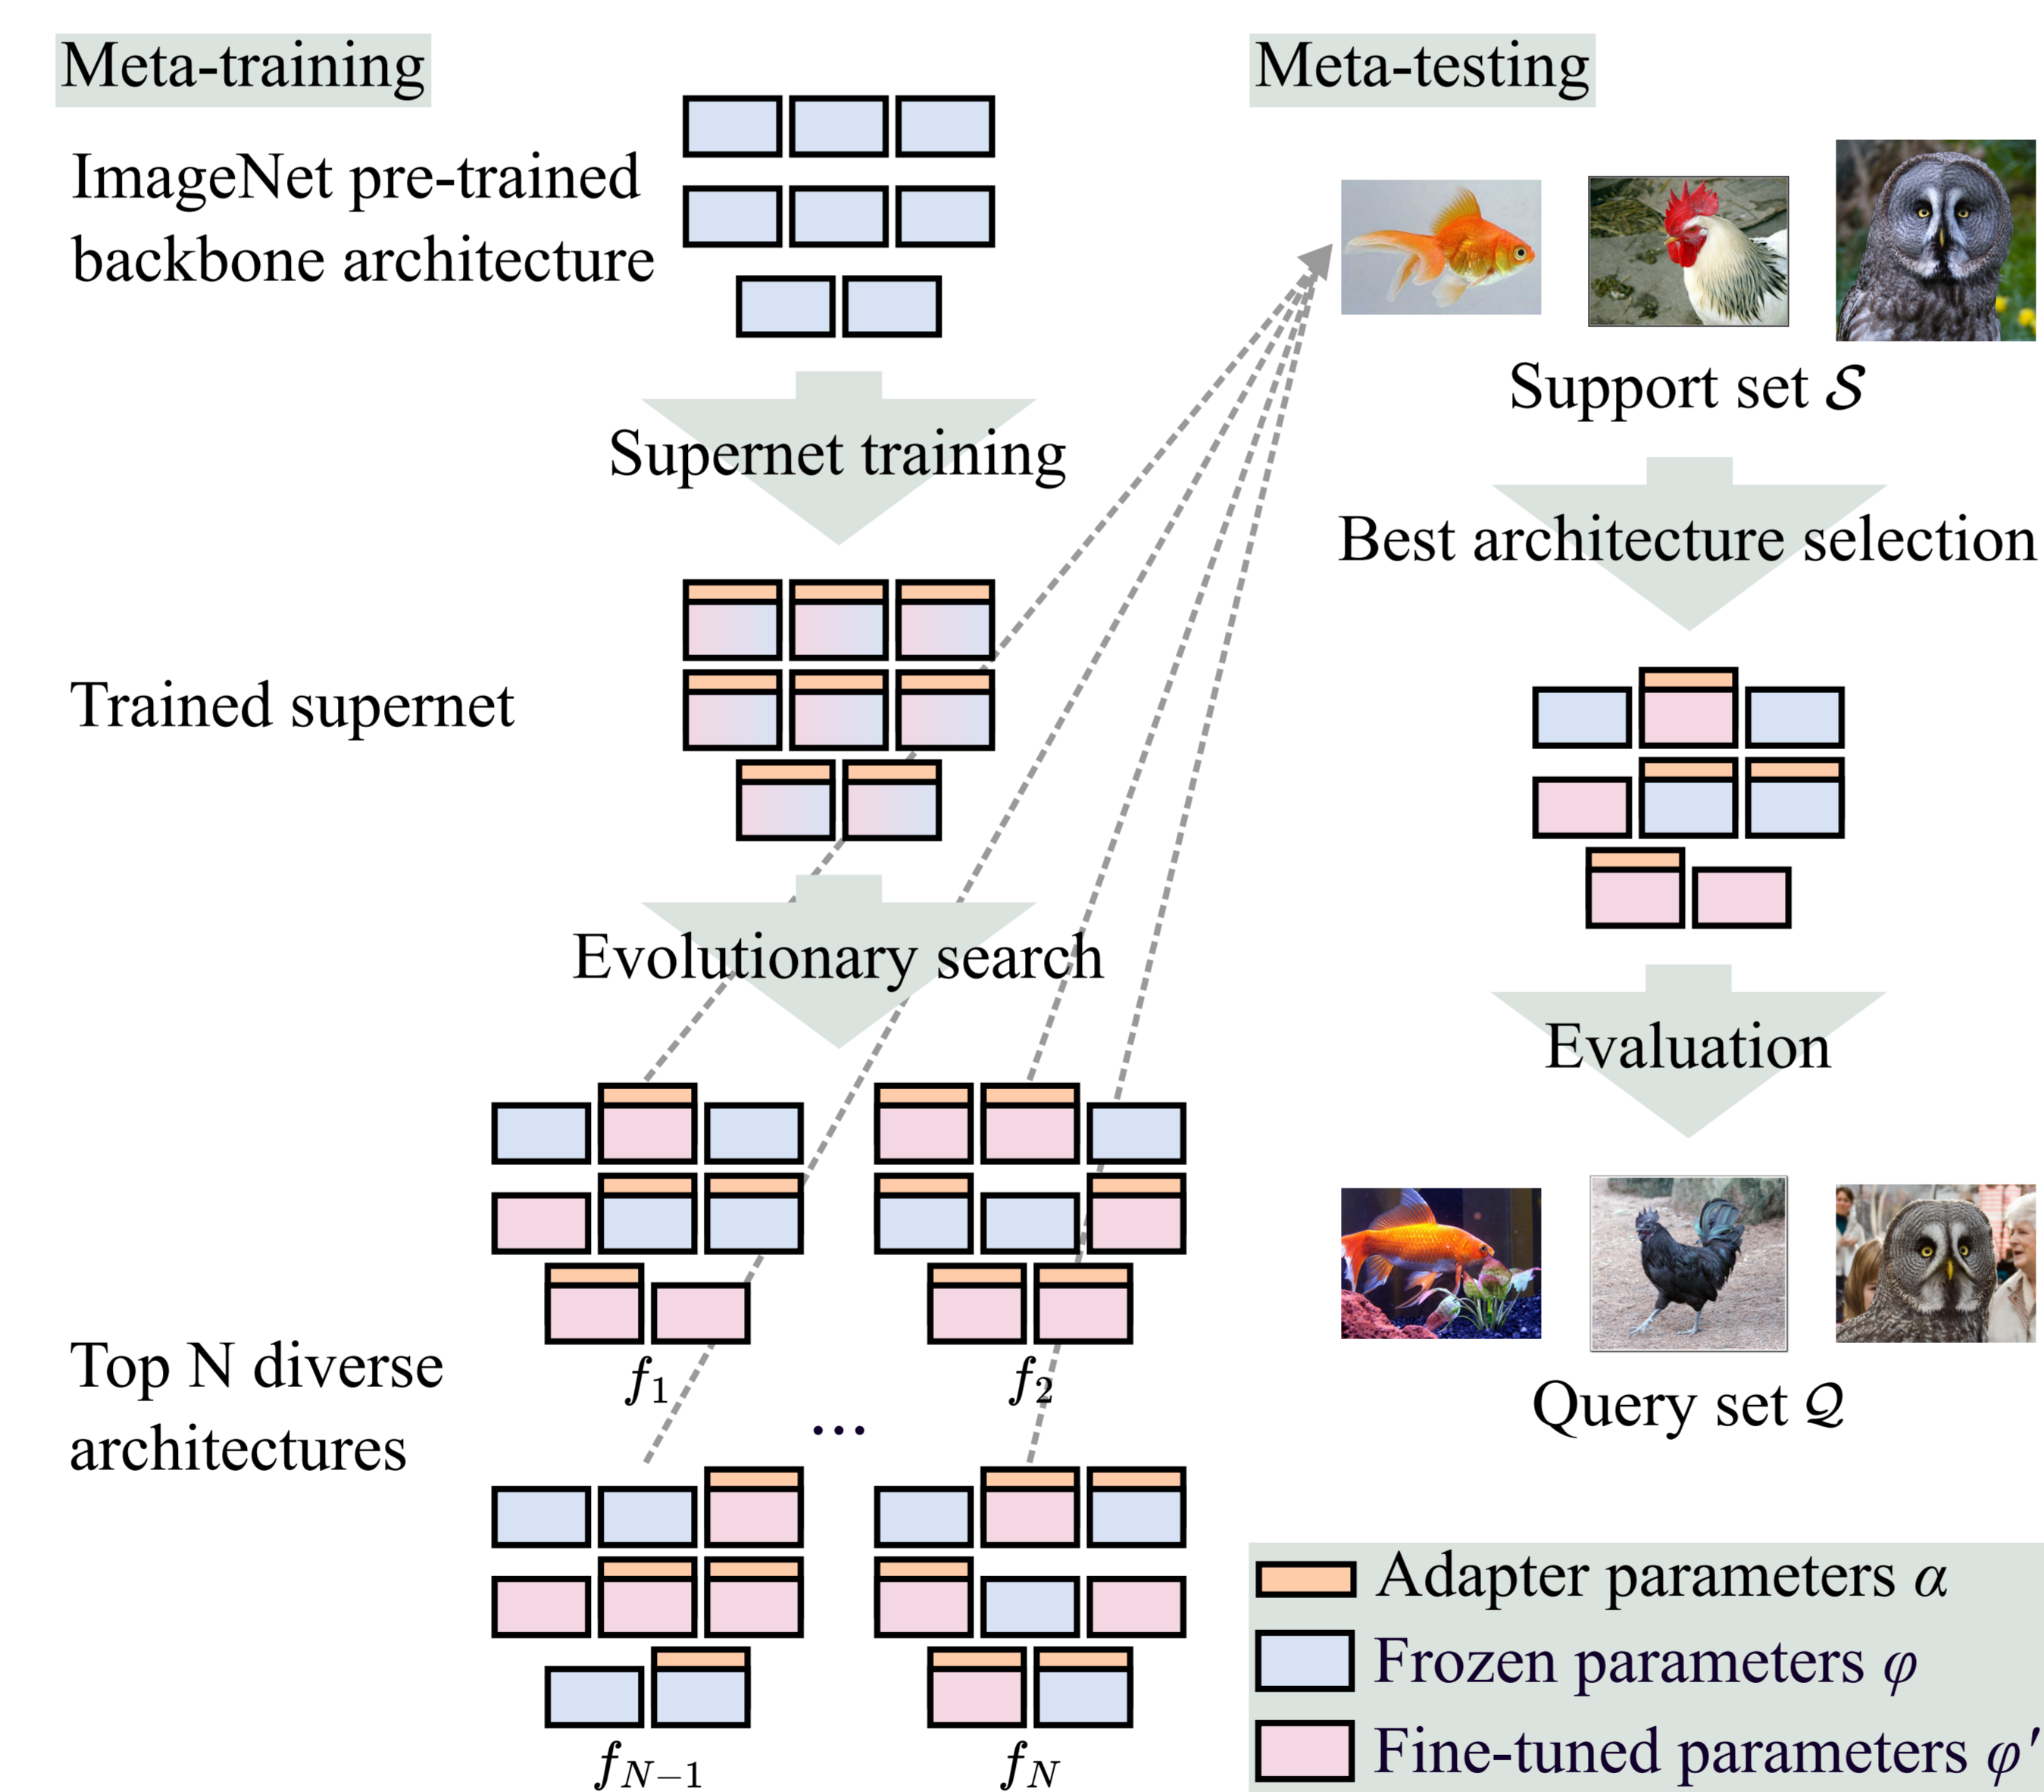 Meta-training
ImageNet pre-trained
backbone architecture
Supernet training
Trained supernet
Evolutionary search
Top N diverse
architectures
f₁
f₂
...
f_{N−1}
f_N
Meta-testing
Support set 𝒮
Best architecture selection
Evaluation
Query set 𝒬
Adapter parameters α
Frozen parameters φ
Fine-tuned parameters φ'